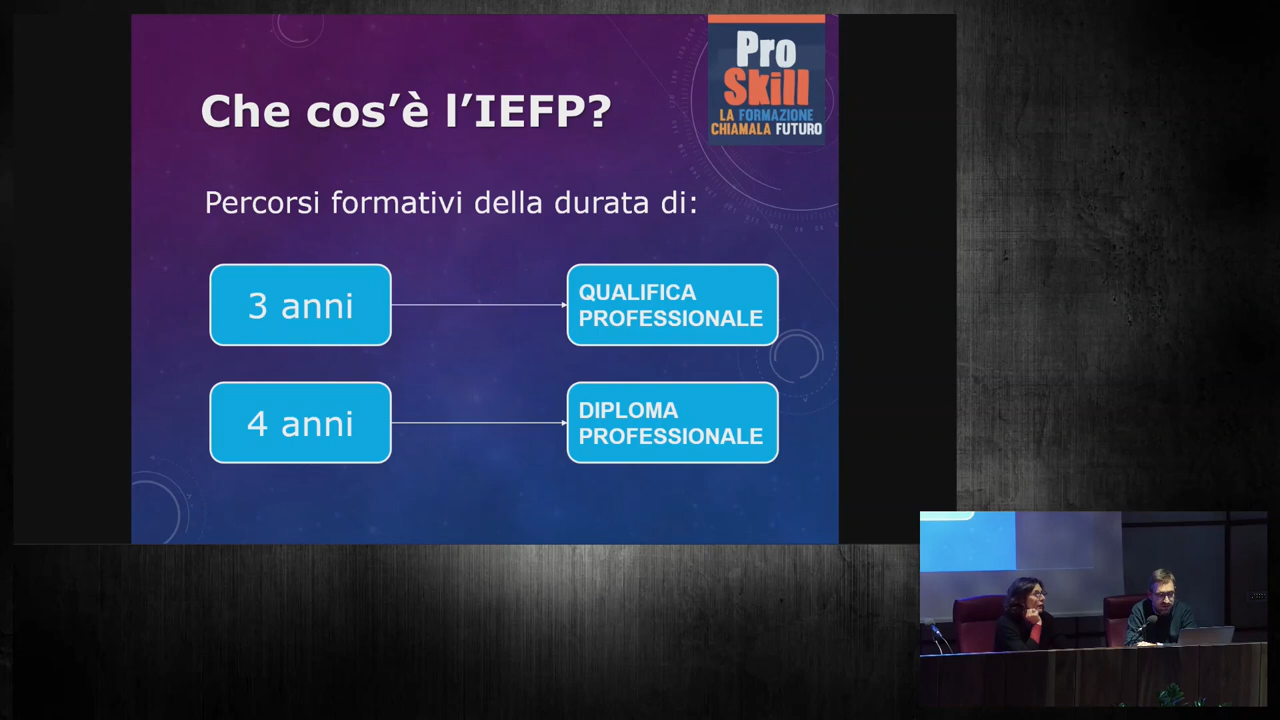 Pro
Skill
LA FORMAZIONE
CHIAMALA FUTURO
Che cos’è l’IEFP?
Percorsi formativi della durata di:
3 anni
QUALIFICA
PROFESSIONALE
4 anni
DIPLOMA
PROFESSIONALE